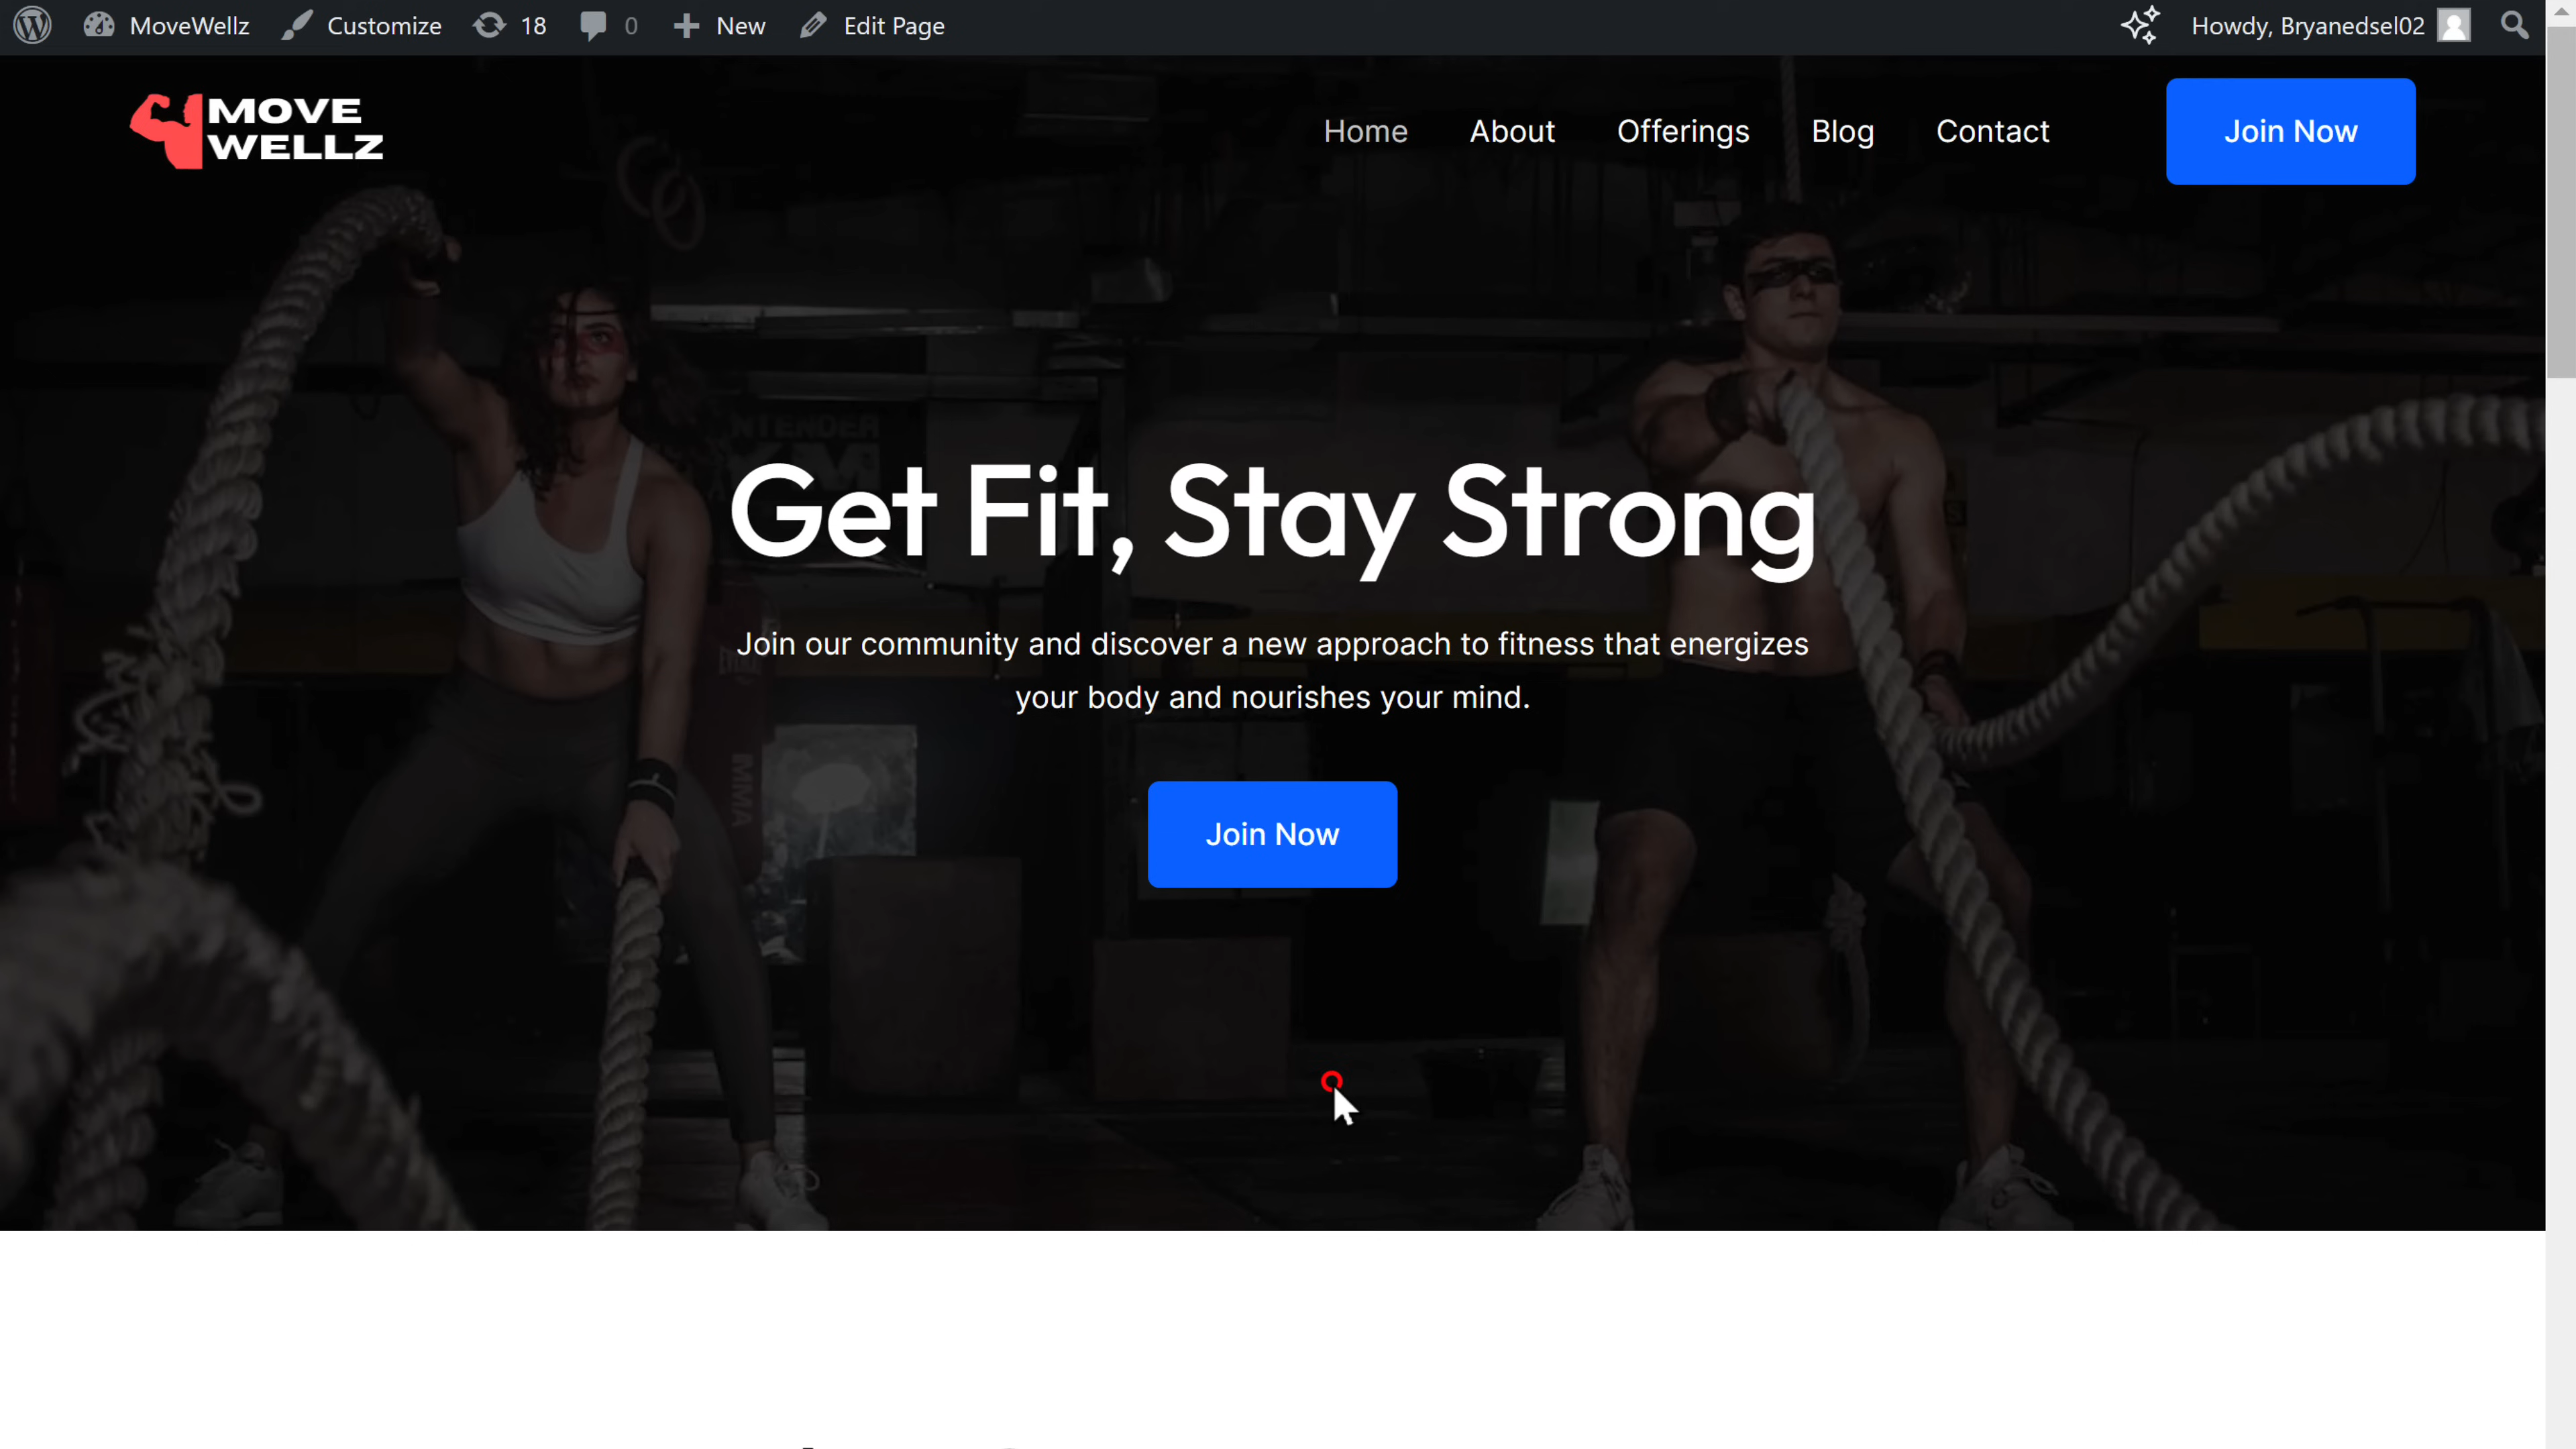 MoveWellz
Customize
18
0
New
Edit Page
Howdy, Bryanedsel02
MOVE
WELLZ
Home
About
Offerings
Blog
Contact
Join Now
NTENDER
Get Fit, Stay Strong
Join our community and discover a new approach to fitness that energizes
your body and nourishes your mind.
MMA
Join Now